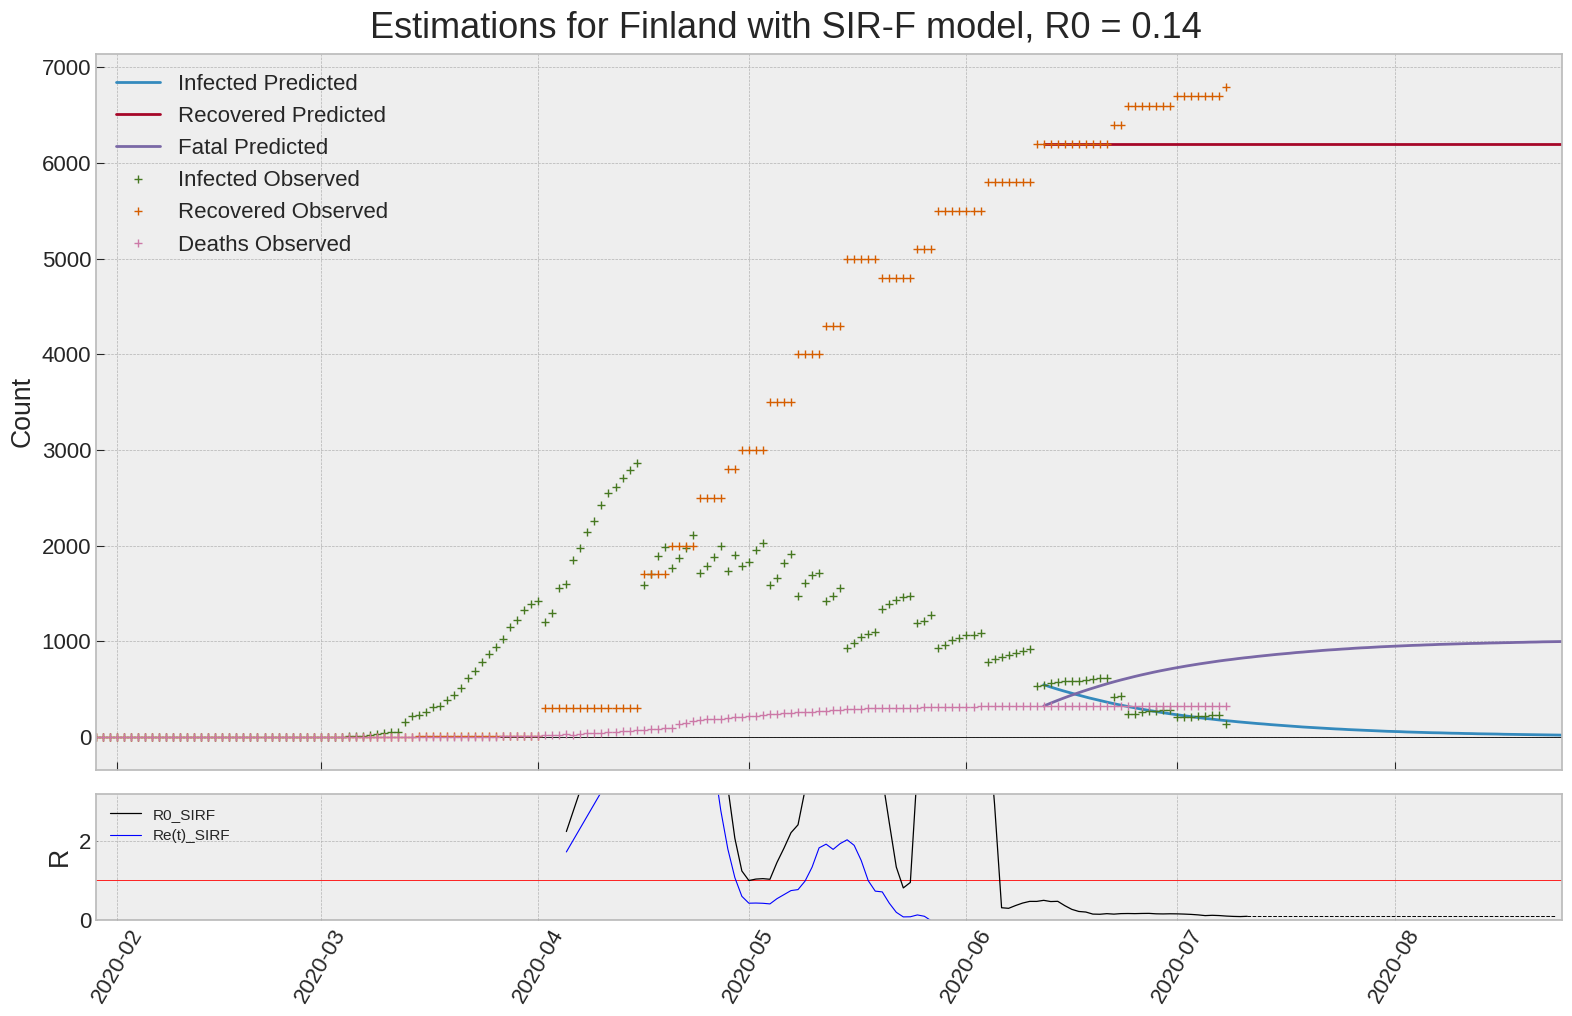 Estimations for Finland with SIR-F model, R0 = 0.14
7000
6000
5000
4000
3000
2000
1000
0
Count
Infected Predicted
Recovered Predicted
Fatal Predicted
Infected Observed
Recovered Observed
Deaths Observed
R0_SIRF
Re(t)_SIRF
2
0
R
2020-02
2020-03
2020-04
2020-05
2020-06
2020-07
2020-08